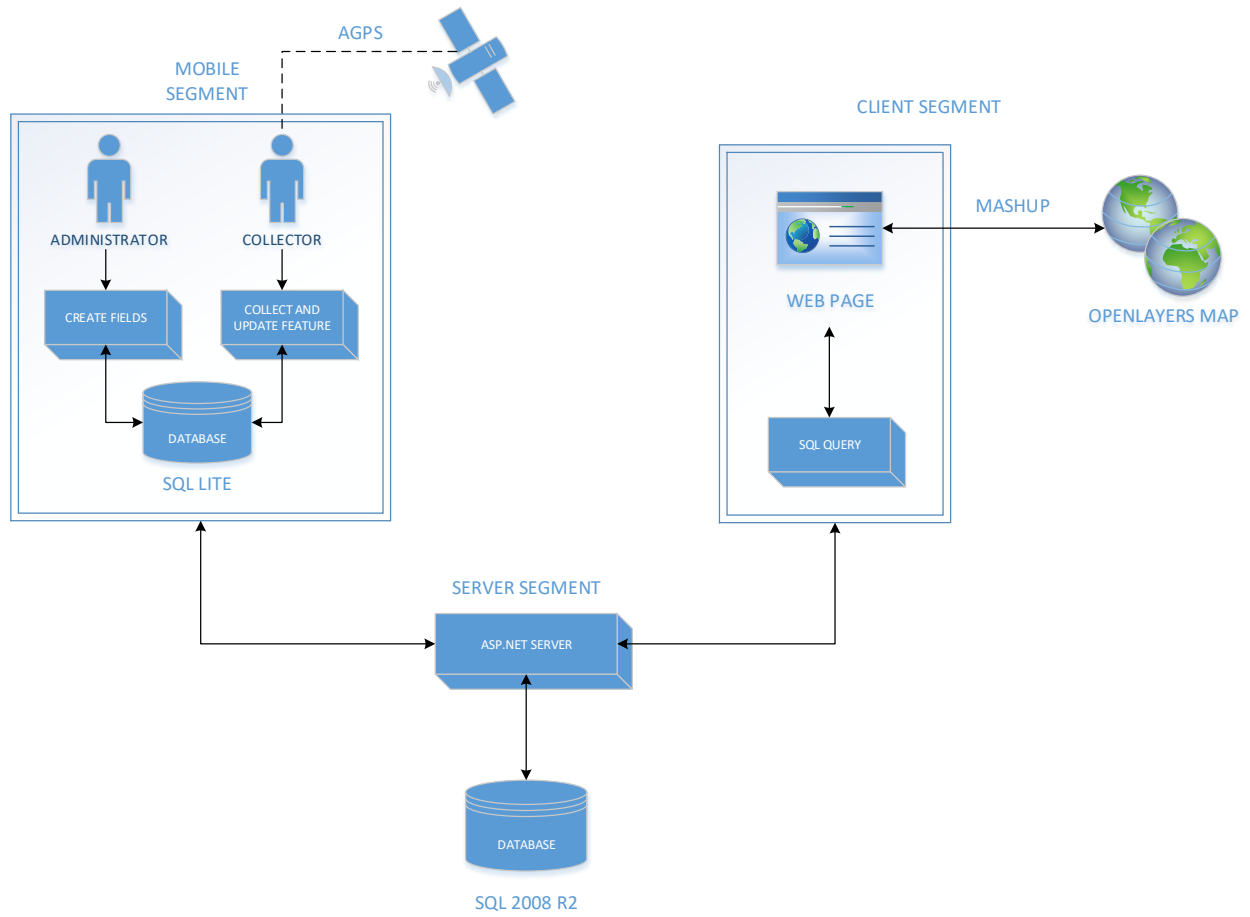 AGPS
MOBILE
SEGMENT
CLIENT SEGMENT
ADMINISTRATOR
COLLECTOR
CREATE FIELDS
COLLECT AND
UPDATE FEATURE
DATABASE
SQL LITE
MASHUP
WEB PAGE
OPENLAYERS MAP
SQL QUERY
SERVER SEGMENT
ASP.NET SERVER
DATABASE
SQL 2008 R2